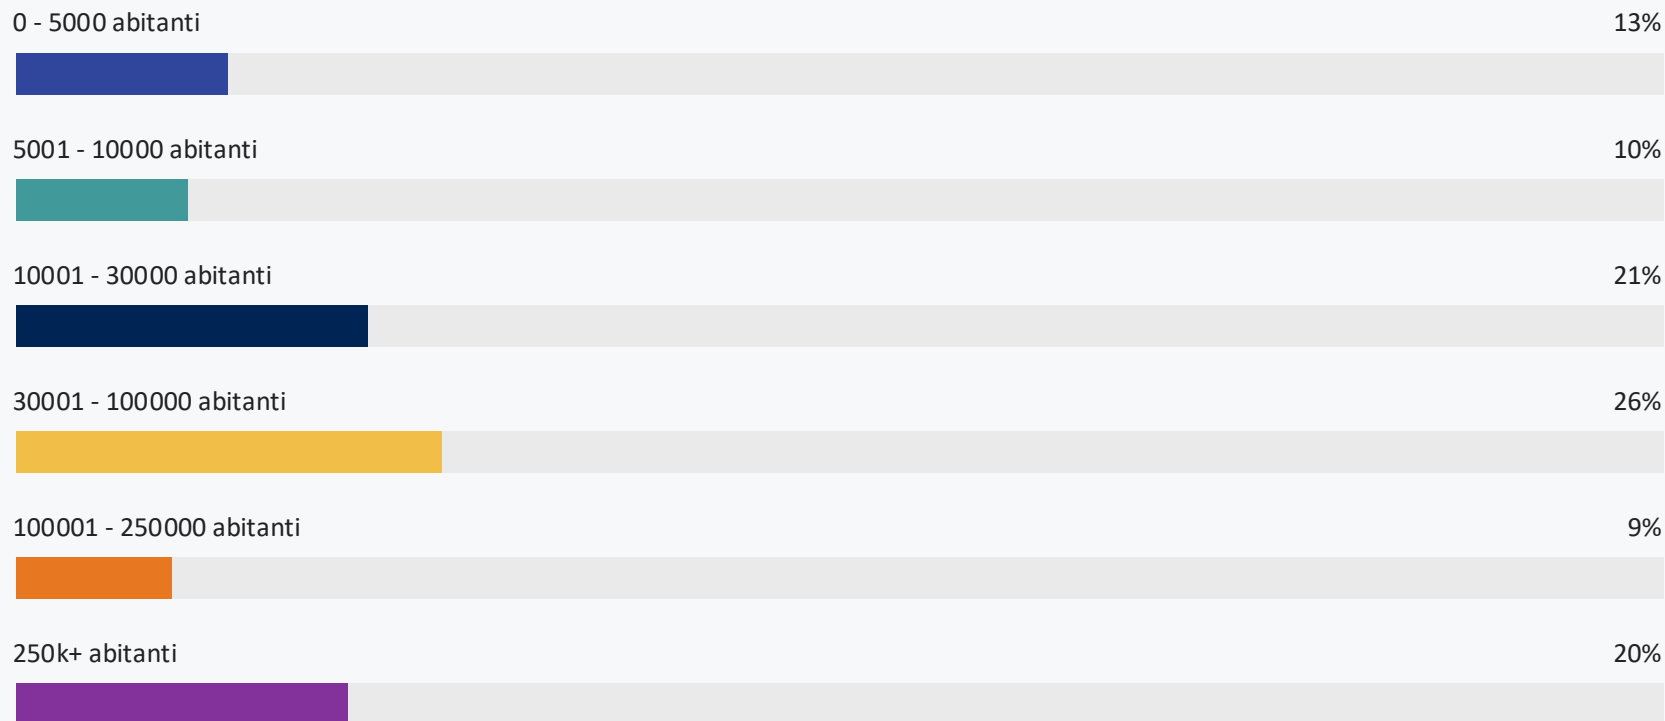 0 - 5000 abitanti 13%
5001 - 10000 abitanti 10%
10001 - 30000 abitanti 21%
30001 - 100000 abitanti 26%
100001 - 250000 abitanti 9%
250k+ abitanti 20%